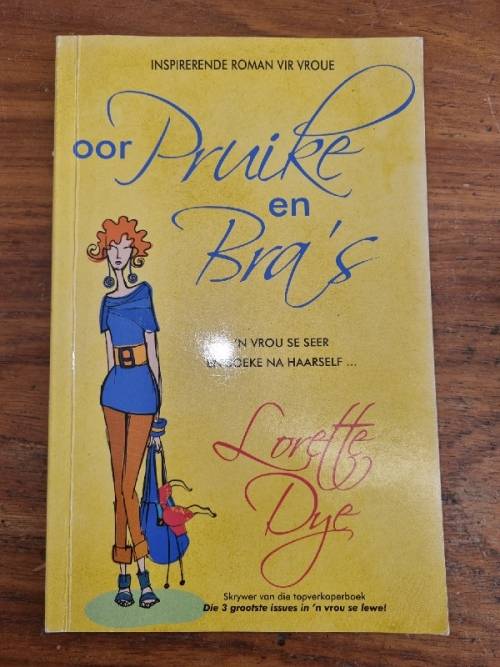 INSPIRERENDE ROMAN VIR VROUE
oor Pruike
en
Bra's
'N VROU SE SEER
EN SOEKE NA HAARSELF ...
Lorette
Dye
Skrywer van die topverkoperboek
Die 3 grootste issues in 'n vrou se lewe!